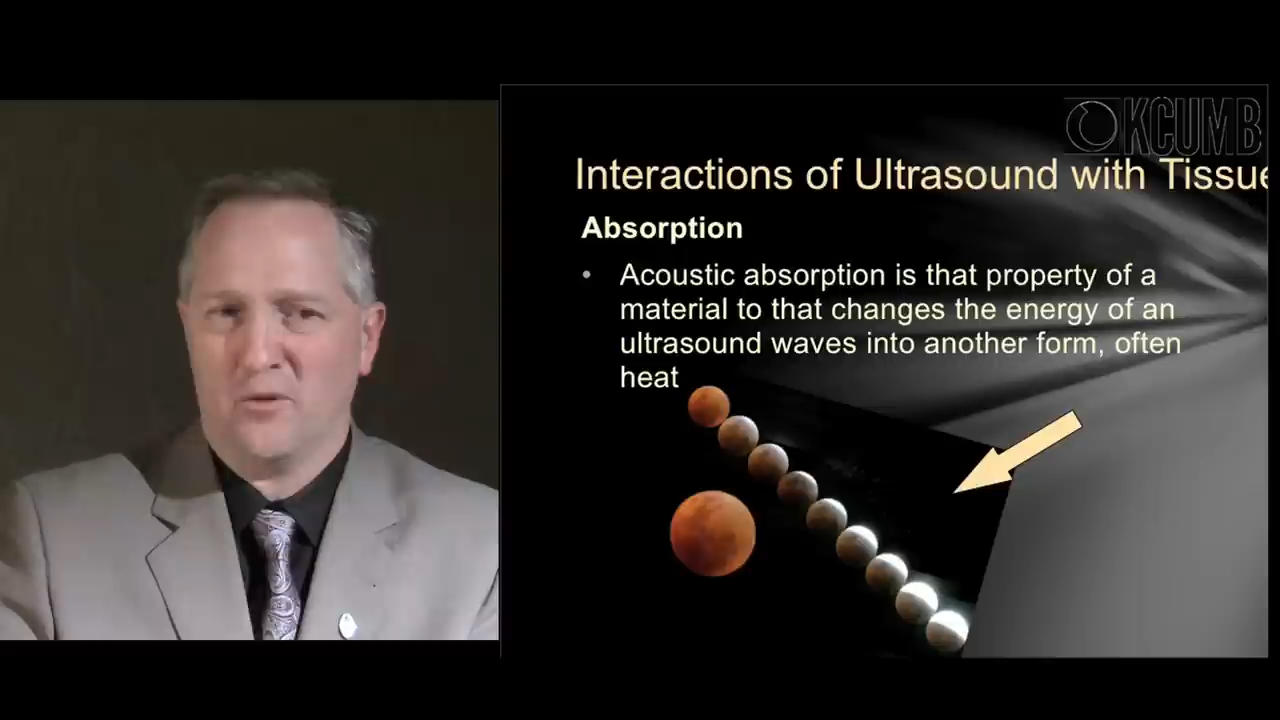 KCUMB
Interactions of Ultrasound with Tissue
Absorption
• Acoustic absorption is that property of a
material to that changes the energy of an
ultrasound waves into another form, often
heat